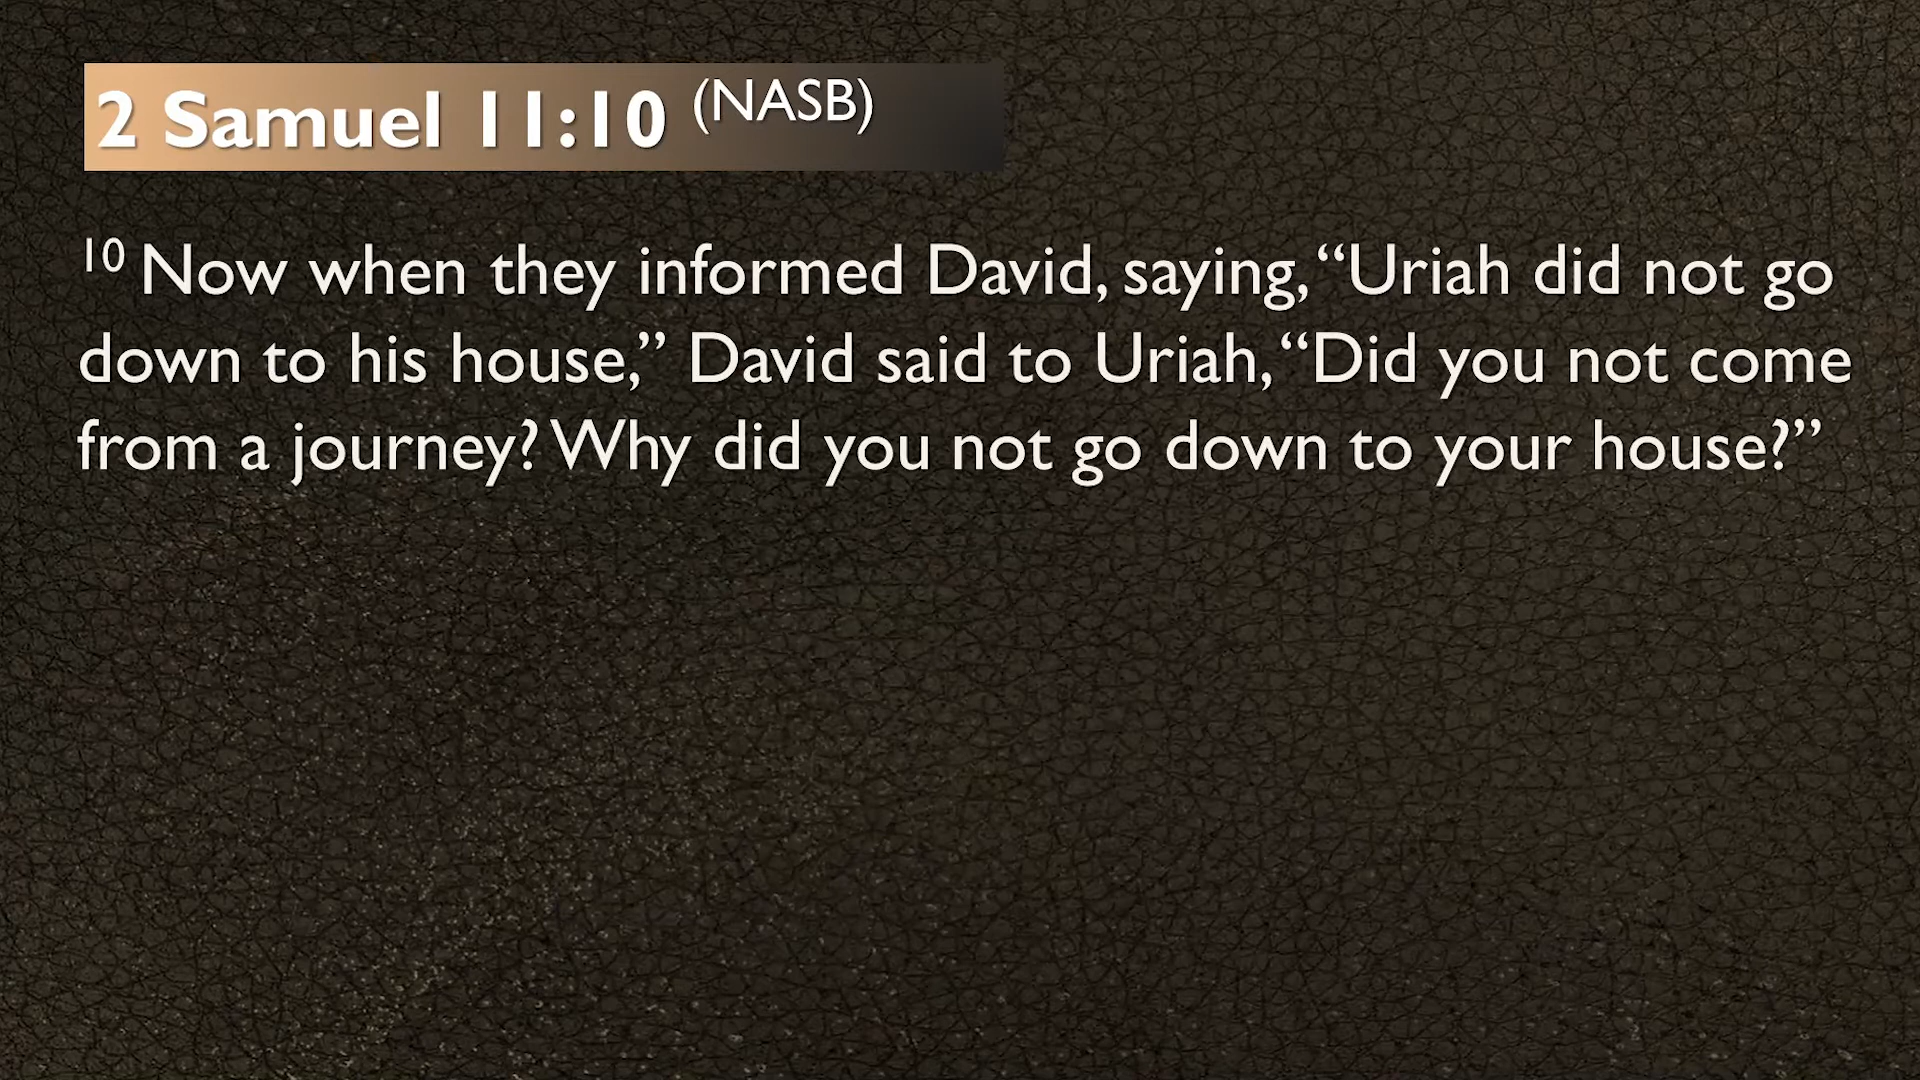 2 Samuel 11:10 (NASB)
10 Now when they informed David, saying, “Uriah did not go
down to his house,” David said to Uriah, “Did you not come
from a journey? Why did you not go down to your house?”